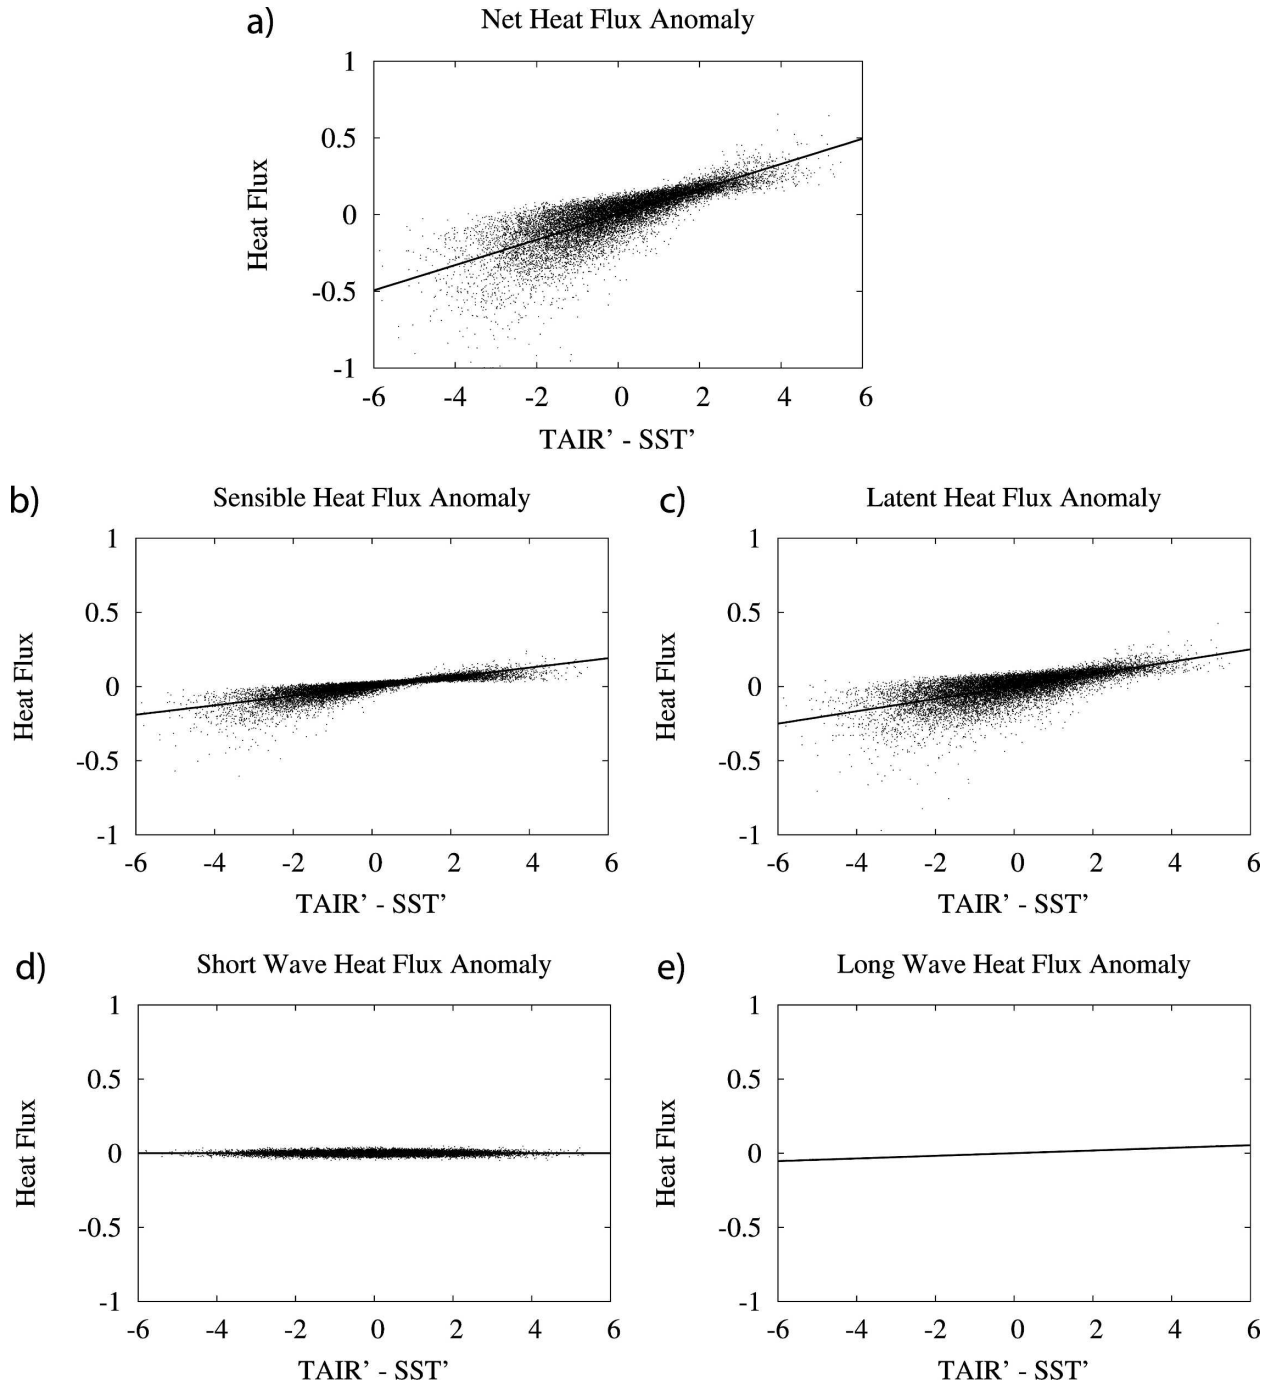 a) Net Heat Flux Anomaly
1
0.5
0
-0.5
-1
Heat Flux
-6 -4 -2 0 2 4 6
TAIR’ - SST’
b) Sensible Heat Flux Anomaly
1
0.5
0
-0.5
-1
Heat Flux
-6 -4 -2 0 2 4 6
TAIR’ - SST’
c) Latent Heat Flux Anomaly
1
0.5
0
-0.5
-1
Heat Flux
-6 -4 -2 0 2 4 6
TAIR’ - SST’
d) Short Wave Heat Flux Anomaly
1
0.5
0
-0.5
-1
Heat Flux
-6 -4 -2 0 2 4 6
TAIR’ - SST’
e) Long Wave Heat Flux Anomaly
1
0.5
0
-0.5
-1
Heat Flux
-6 -4 -2 0 2 4 6
TAIR’ - SST’